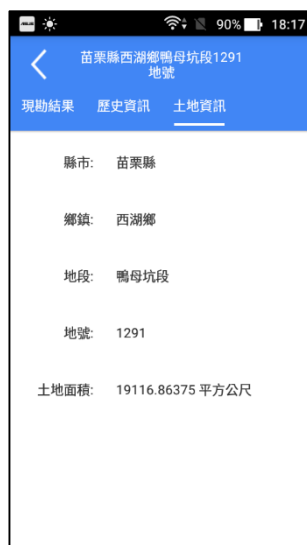 90% 18:17
苗栗縣西湖鄉鴨母坑段1291
地號
現勘結果 歷史資訊 土地資訊
縣市: 苗栗縣
鄉鎮: 西湖鄉
地段: 鴨母坑段
地號: 1291
土地面積: 19116.86375 平方公尺